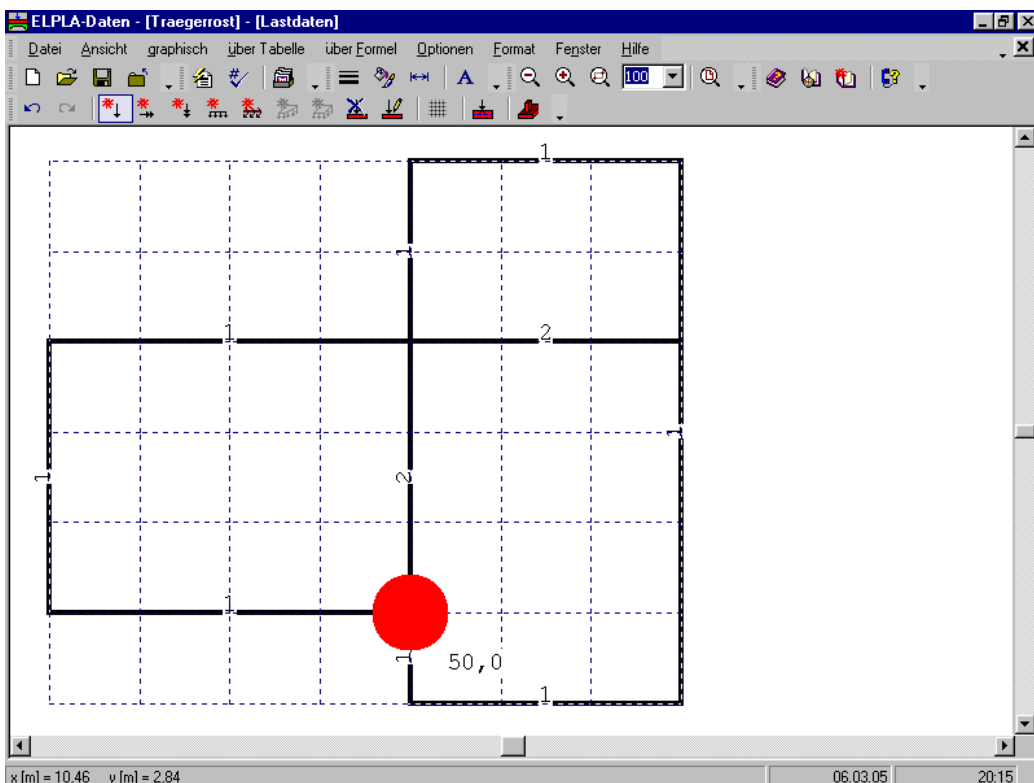 ELPLA-Daten - [Traegerrost] - [Lastdaten]
Datei Ansicht graphisch über Tabelle über Formel Optionen Format Fenster Hilfe
A 100
1
1
1 2
1
2
1
1
1
50,0
1
x [m] = 10,46 y [m] = 2,84 06.03.05 20:15